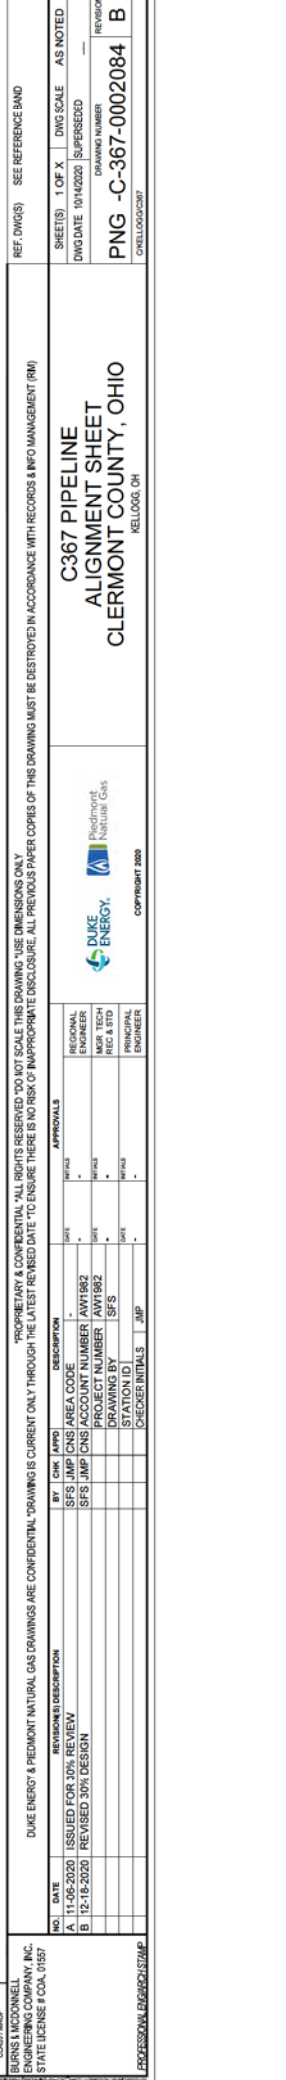 BURNS & MCDONNELL
ENGINEERING COMPANY, INC.
STATE LICENSE # COA, 01557
*PROPRIETARY & CONFIDENTIAL *ALL RIGHTS RESERVED *DO NOT SCALE THIS DRAWING *USE DIMENSIONS ONLY
DUKE ENERGY & PIEDMONT NATURAL GAS DRAWINGS ARE CONFIDENTIAL *DRAWING IS CURRENT ONLY THROUGH THE LATEST REVISED DATE *TO ENSURE THERE IS NO RISK OF INAPPROPRIATE DISCLOSURE, ALL PREVIOUS PAPER COPIES OF THIS DRAWING MUST BE DESTROYED IN ACCORDANCE WITH RECORDS & INFO MANAGEMENT (RIM)
REF. DWG(S) SEE REFERENCE BAND
NO. DATE REVISION(S) DESCRIPTION BY CHK APPD
A 11-06-2020 ISSUED FOR 30% REVIEW SFS JMP CNS
B 12-18-2020 REVISED 30% DESIGN SFS JMP CNS
PROFESSIONAL ENG/ARCH STAMP
DESCRIPTION
AREA CODE -
ACCOUNT NUMBER AW1982
PROJECT NUMBER AW1982
DRAWING BY SFS
STATION ID
CHECKER INITIALS JMP
APPROVALS
DATE INITIALS REGIONAL
- - ENGINEER
DATE INITIALS MGR TECH
- - REC & STD
DATE INITIALS PRINCIPAL
- - ENGINEER
DUKE
ENERGY.
Piedmont
Natural Gas
COPYRIGHT 2020
C367 PIPELINE
ALIGNMENT SHEET
CLERMONT COUNTY, OHIO
KELLOGG, OH
SHEET(S) 1 OF X DWG SCALE AS NOTED
DWG DATE 10/14/2020 SUPERSEDED —
DRAWING NUMBER
PNG -C-367-0002084 B
C/KELLOGG/C367